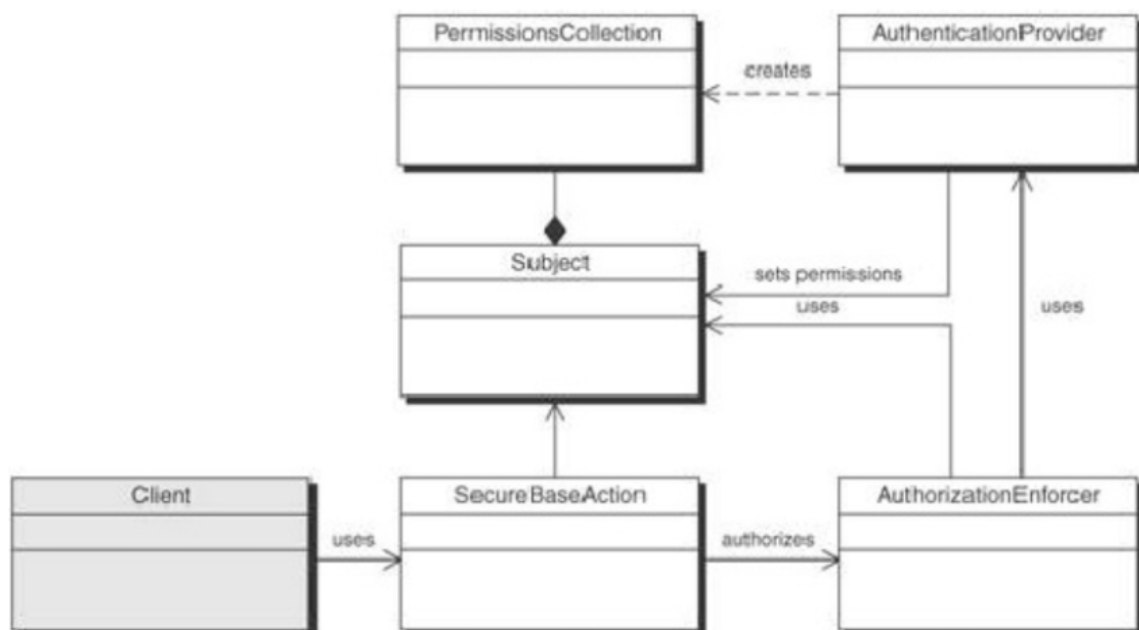 PermissionsCollection
AuthenticationProvider
creates
Subject
sets permissions
uses
uses
Client
SecureBaseAction
AuthorizationEnforcer
uses
authorizes